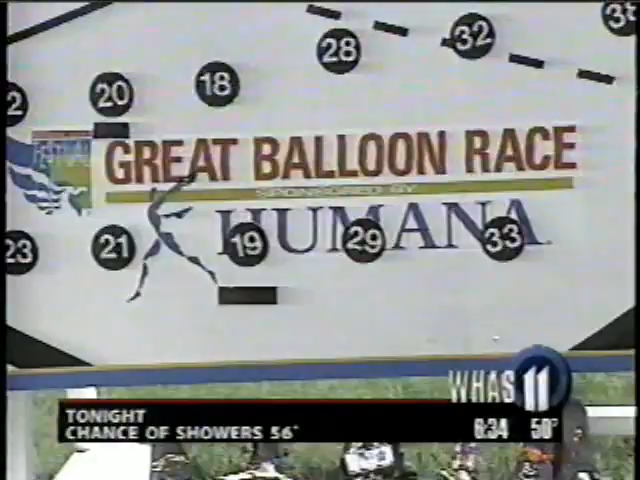 28
32
20
18
FESTIVAL
GREAT BALLOON RACE
SPONSORED BY
HUMANA
23
21
19
29
33
WHAS 11
TONIGHT
CHANCE OF SHOWERS 56°
6:34 50°